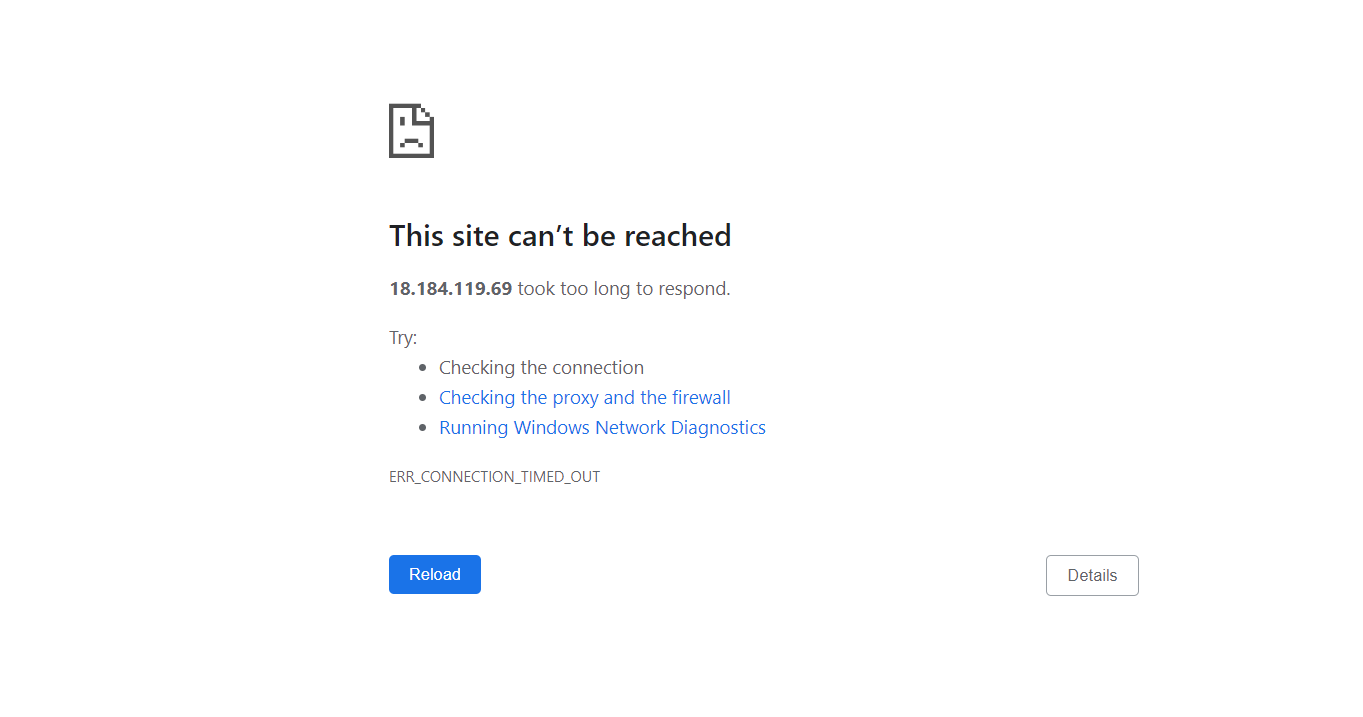 This site can’t be reached
18.184.119.69 took too long to respond.
Try:
Checking the connection
Checking the proxy and the firewall
Running Windows Network Diagnostics
ERR_CONNECTION_TIMED_OUT
Reload
Details